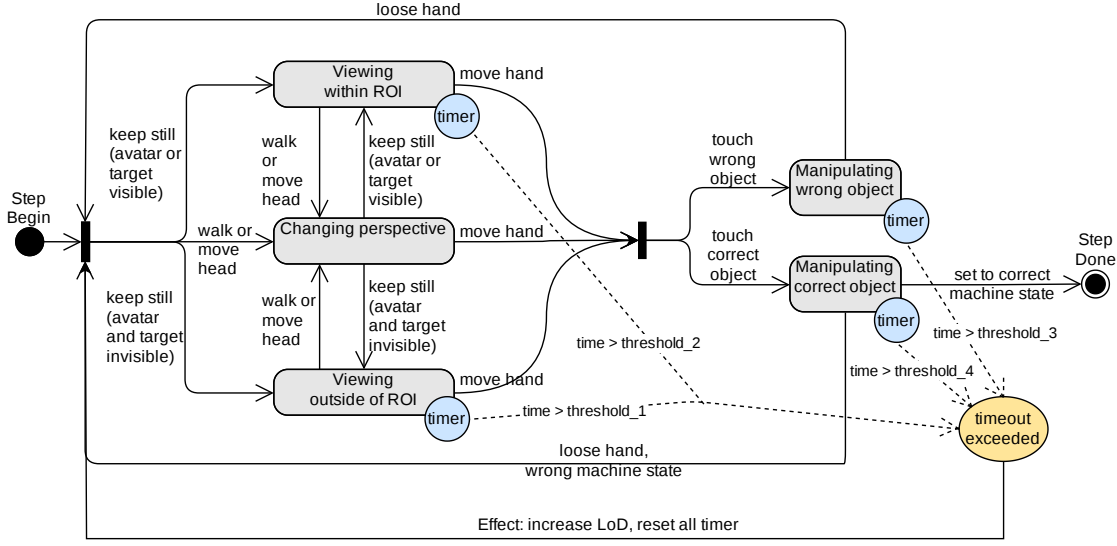 loose hand
Viewing
within ROI
move hand
timer
keep still
(avatar or
target
visible)
walk
or
move
head
keep still
(avatar or
target
visible)
touch
wrong
object
Manipulating
wrong object
timer
Step
Begin
walk or
move
head
Changing perspective
move hand
touch
correct
object
Manipulating
correct object
timer
set to correct
machine state
Step
Done
keep still
(avatar
and target
invisible)
walk or
move
head
keep still
(avatar
and target
invisible)
time > threshold_2
time > threshold_3
time > threshold_4
Viewing
outside of ROI
move hand
timer
time > threshold_1
timeout
exceeded
loose hand,
wrong machine state
Effect: increase LoD, reset all timer